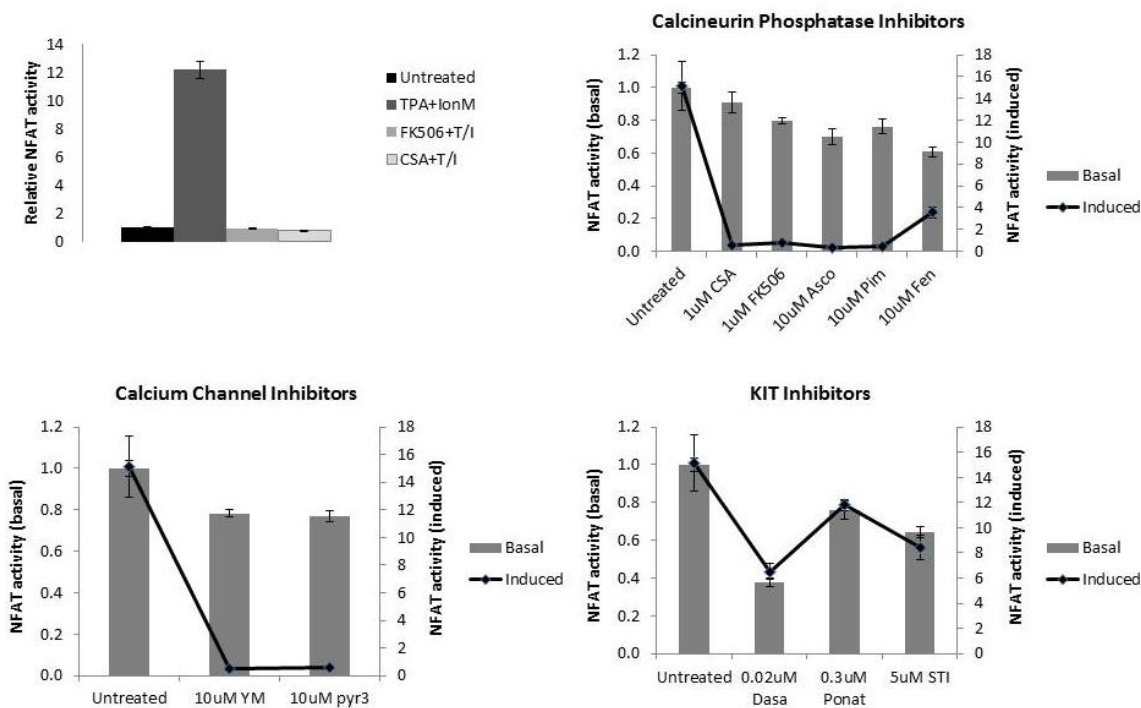 14
12
10
8
6
4
2
0
Relative NFAT activity
Untreated
TPA+IonM
FK506+T/I
CSA+T/I
Calcineurin Phosphatase Inhibitors
1.2
1.0
0.8
0.6
0.4
0.2
0.0
NFAT activity (basal)
18
16
14
12
10
8
6
4
2
0
NFAT activity (induced)
Untreated
1uM CSA
1uM FK506
10uM Asco
10uM Pim
10uM Fen
Basal
Induced
Calcium Channel Inhibitors
1.2
1.0
0.8
0.6
0.4
0.2
0.0
NFAT activity (basal)
18
16
14
12
10
8
6
4
2
0
NFAT activity (induced)
Untreated 10uM YM 10uM pyr3
Basal
Induced
KIT Inhibitors
1.2
1.0
0.8
0.6
0.4
0.2
0.0
NFAT activity (basal)
18
16
14
12
10
8
6
4
2
0
NFAT activity (induced)
Untreated 0.02uM 0.3uM 5uM STI
Dasa Ponat
Basal
Induced